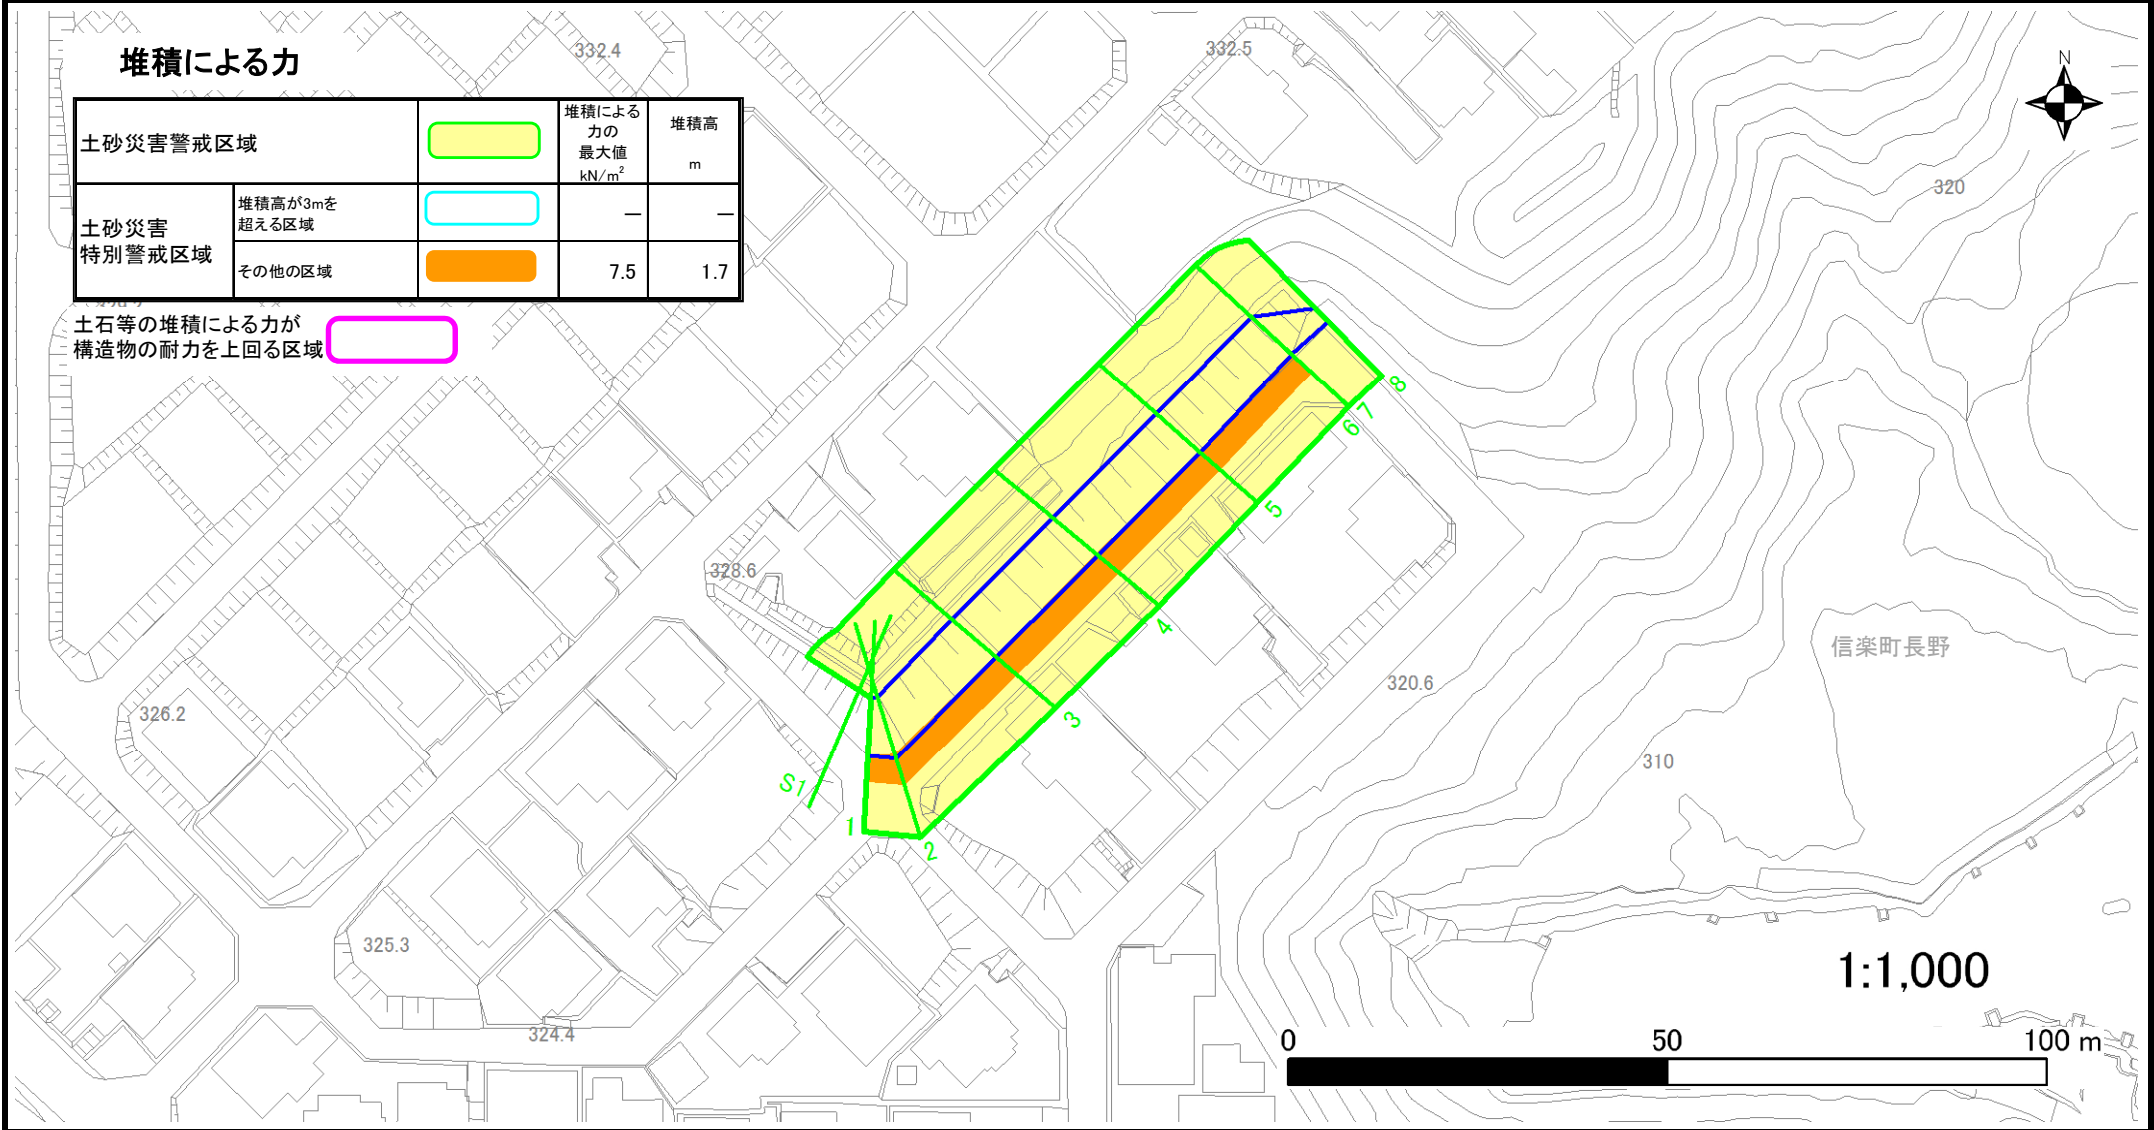 堆積による力
332.4
332.5
N
土砂災害警戒区域
堆積による
力の
最大値
kN/m²
堆積高
m
土砂災害
特別警戒区域
堆積高が3mを
超える区域
—
—
その他の区域
7.5
1.7
土石等の堆積による力が
構造物の耐力を上回る区域
320
8
7
6
5
4
3
2
1
S1
328.6
信楽町長野
320.6
326.2
310
325.3
324.4
1:1,000
0
50
100 m